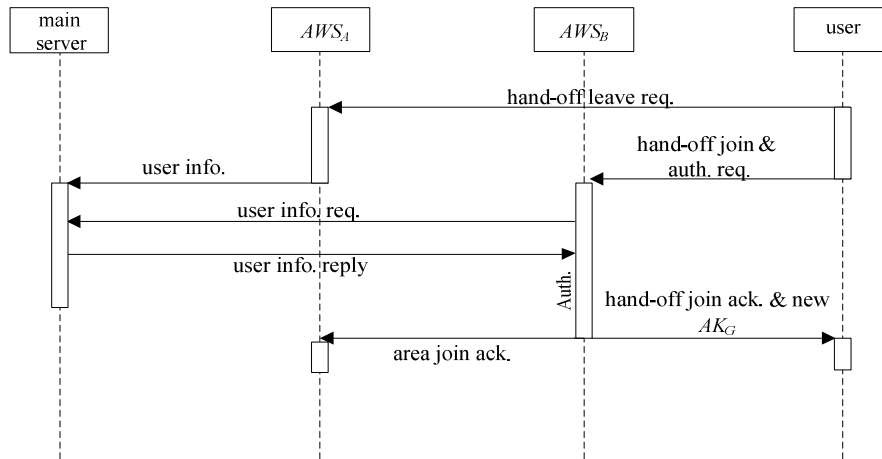 main
server
AWS_A
AWS_B
user
hand-off leave req.
hand-off join &
auth. req.
user info.
user info. req.
user info. reply
Auth.
hand-off join ack. & new
AK_G
area join ack.